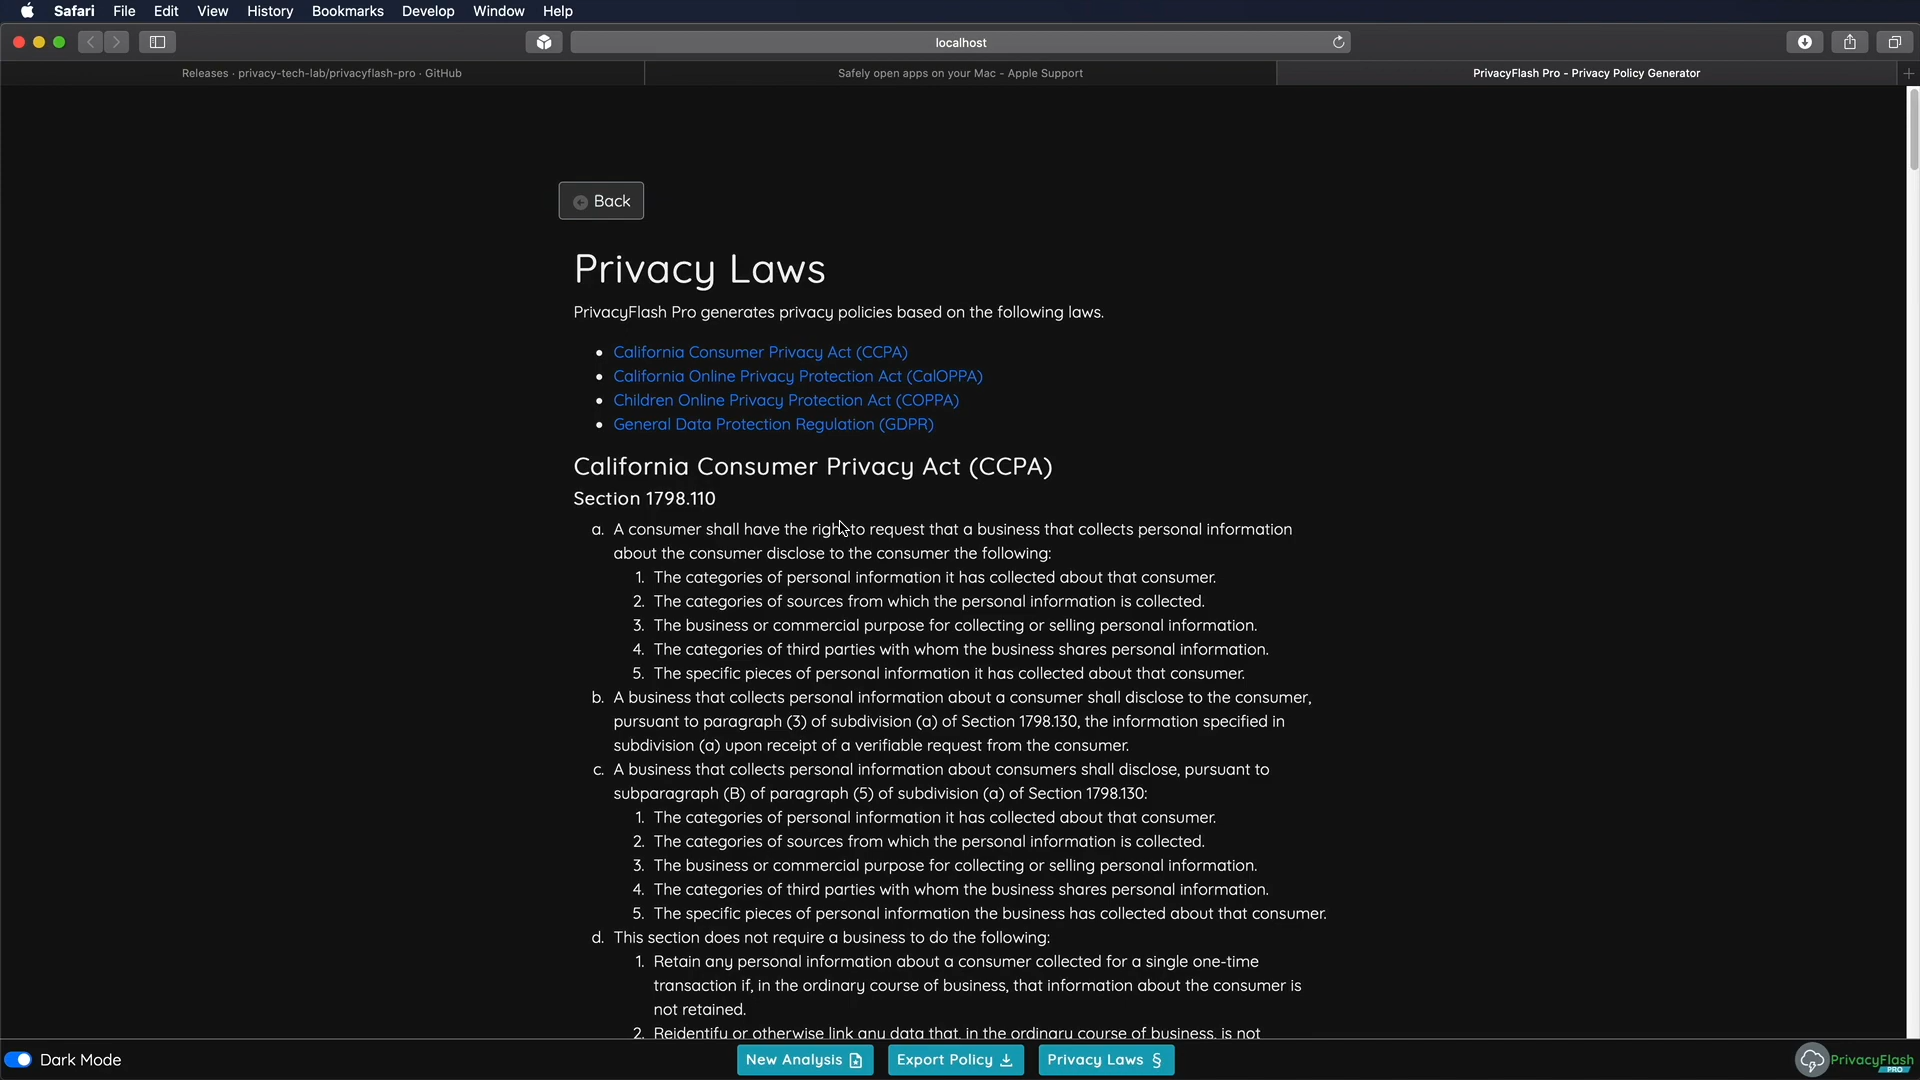 Safari File Edit View History Bookmarks Develop Window Help
localhost
Releases · privacy-tech-lab/privacyflash-pro · GitHub
Safely open apps on your Mac - Apple Support
PrivacyFlash Pro - Privacy Policy Generator
Back
Privacy Laws
PrivacyFlash Pro generates privacy policies based on the following laws.
• California Consumer Privacy Act (CCPA)
• California Online Privacy Protection Act (CalOPPA)
• Children Online Privacy Protection Act (COPPA)
• General Data Protection Regulation (GDPR)
California Consumer Privacy Act (CCPA)
Section 1798.110
a. A consumer shall have the right to request that a business that collects personal information
about the consumer disclose to the consumer the following:
1. The categories of personal information it has collected about that consumer.
2. The categories of sources from which the personal information is collected.
3. The business or commercial purpose for collecting or selling personal information.
4. The categories of third parties with whom the business shares personal information.
5. The specific pieces of personal information it has collected about that consumer.
b. A business that collects personal information about a consumer shall disclose to the consumer,
pursuant to paragraph (3) of subdivision (a) of Section 1798.130, the information specified in
subdivision (a) upon receipt of a verifiable request from the consumer.
c. A business that collects personal information about consumers shall disclose, pursuant to
subparagraph (B) of paragraph (5) of subdivision (a) of Section 1798.130:
1. The categories of personal information it has collected about that consumer.
2. The categories of sources from which the personal information is collected.
3. The business or commercial purpose for collecting or selling personal information.
4. The categories of third parties with whom the business shares personal information.
5. The specific pieces of personal information the business has collected about that consumer.
d. This section does not require a business to do the following:
1. Retain any personal information about a consumer collected for a single one-time
transaction if, in the ordinary course of business, that information about the consumer is
not retained.
2. Reidentify or otherwise link any data that, in the ordinary course of business, is not
Dark Mode
New Analysis
Export Policy
Privacy Laws §
PrivacyFlash
PRO